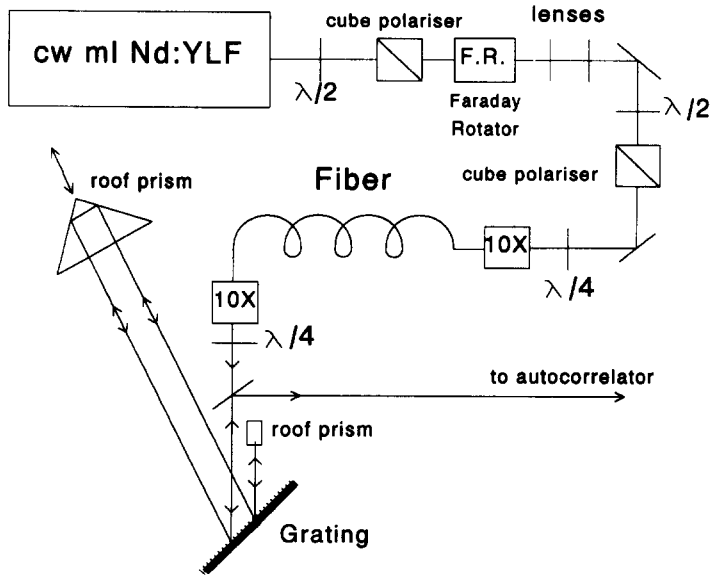 cw ml Nd:YLF
λ/2
cube polariser
F.R.
Faraday
Rotator
lenses
λ/2
cube polariser
λ/4
10X
Fiber
roof prism
10X
λ/4
to autocorrelator
roof prism
Grating